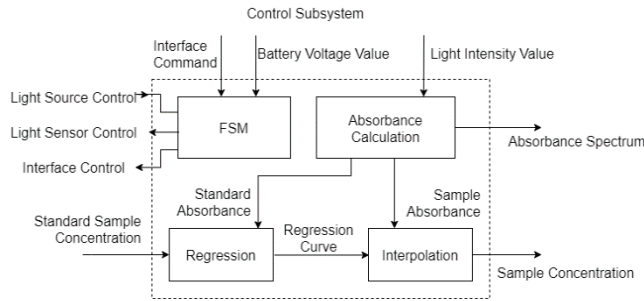 Control Subsystem
Interface
Command
Battery Voltage Value
Light Intensity Value
Light Source Control
Light Sensor Control
Interface Control
FSM
Absorbance
Calculation
Absorbance Spectrum
Standard
Absorbance
Sample
Absorbance
Standard Sample
Concentration
Regression
Regression
Curve
Interpolation
Sample Concentration